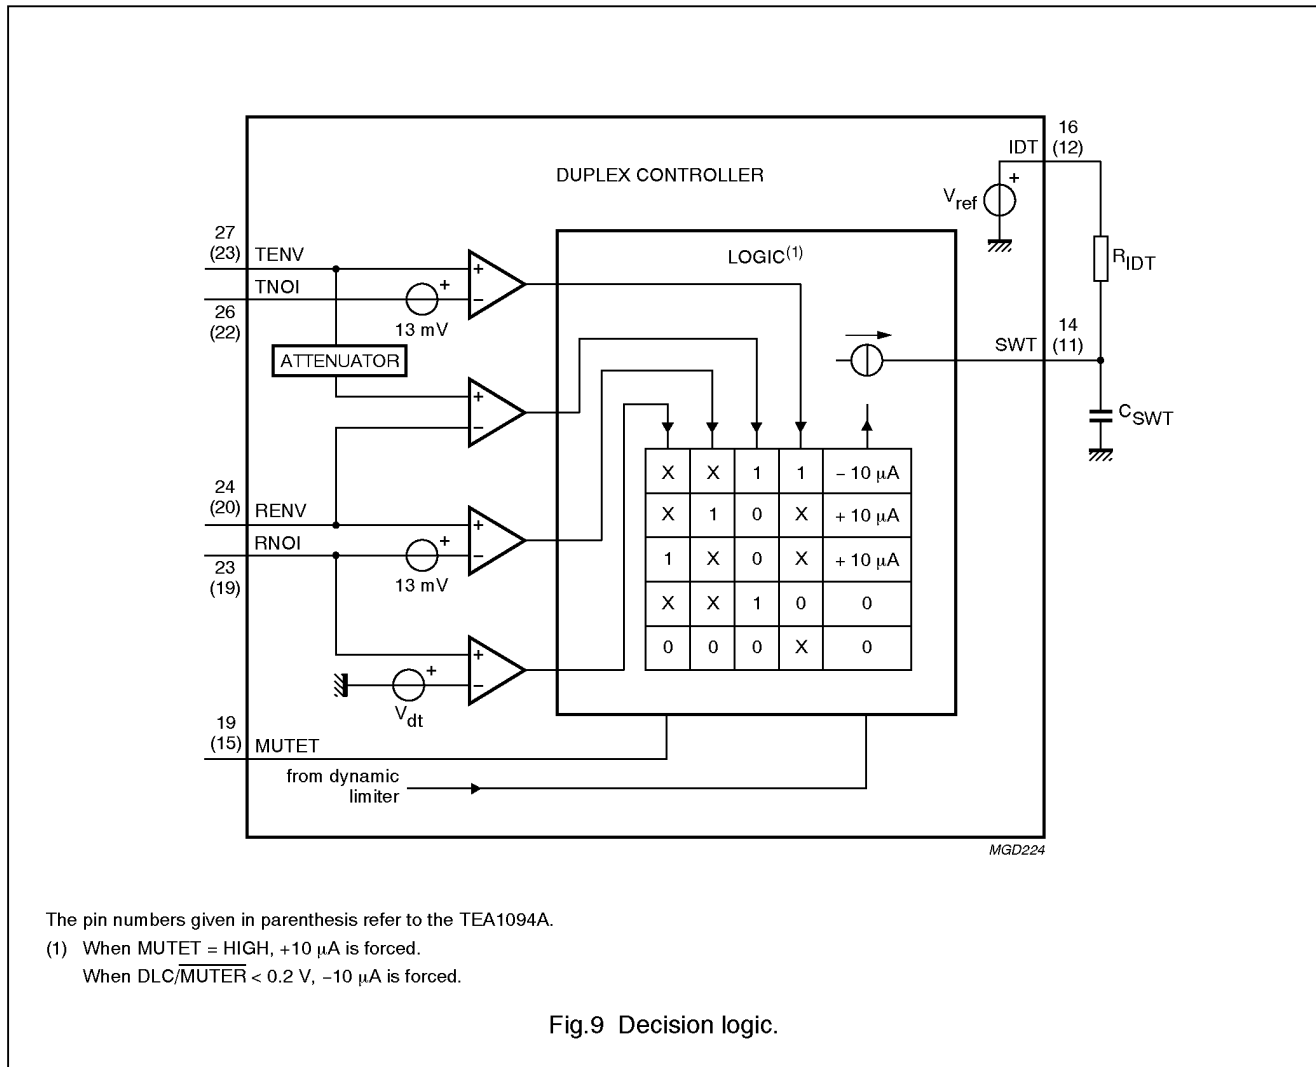 16
IDT (12)
DUPLEX CONTROLLER
Vref +
27
(23) TENV
LOGIC(1)
RIDT
+
TNOI + −
26
(22)
13 mV
14
SWT (11)
ATTENUATOR
+
−
CSWT
X X 1 1 − 10 μA
24
(20) RENV
X 1 0 X + 10 μA
+
RNOI + −
1 X 0 X + 10 μA
23
(19)
13 mV
X X 1 0 0
0 0 0 X 0
+
+ −
Vdt
19
(15) MUTET
from dynamic
limiter
MGD224
The pin numbers given in parenthesis refer to the TEA1094A.
(1) When MUTET = HIGH, +10 μA is forced.
When DLC/MUTER < 0.2 V, −10 μA is forced.
Fig.9 Decision logic.